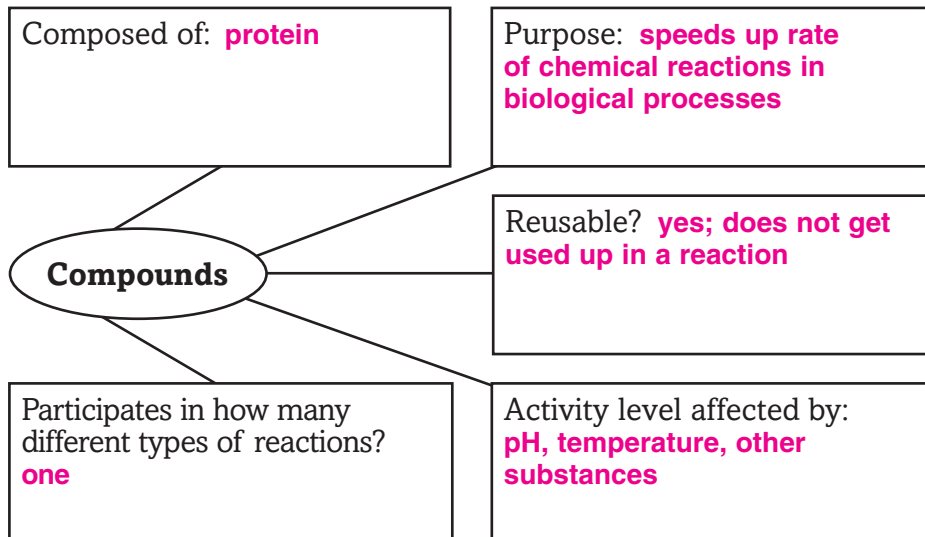 Composed of: protein
Purpose: speeds up rate
of chemical reactions in
biological processes
Reusable? yes; does not get
used up in a reaction
Compounds
Participates in how many
different types of reactions?
one
Activity level affected by:
pH, temperature, other
substances